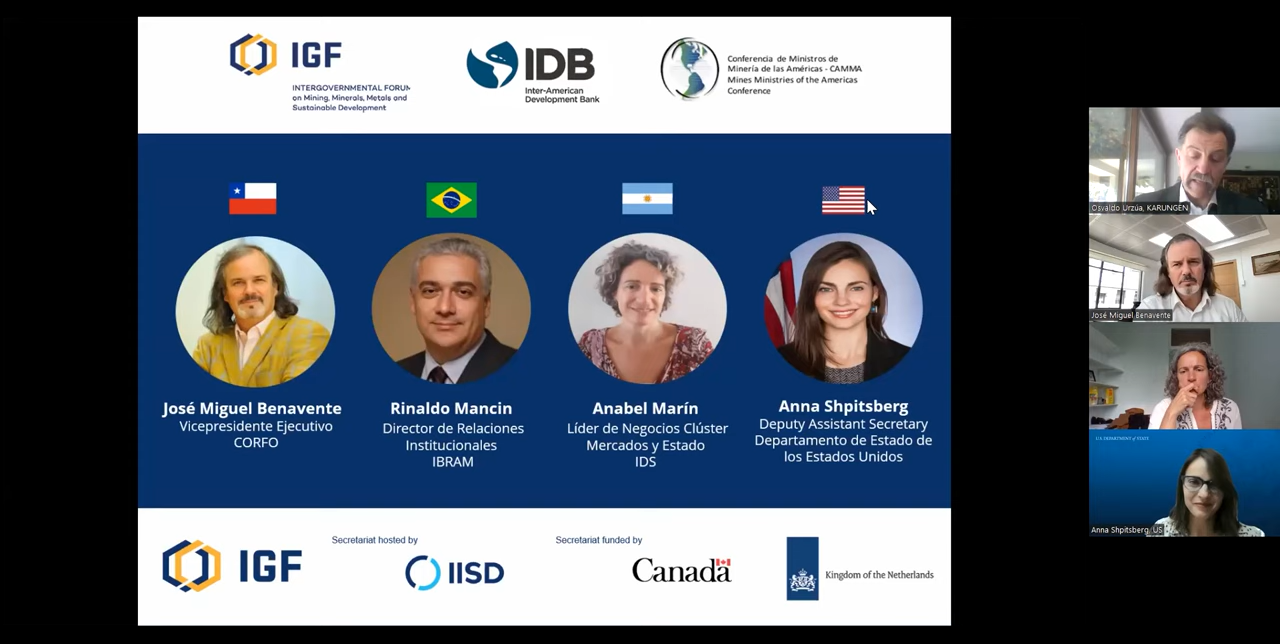 IGF
INTERGOVERNMENTAL FORUM
on Mining, Minerals, Metals and
Sustainable Development
IDB
Inter-American
Development Bank
Conferencia de Ministros de
Minería de las Américas - CAMMA
Mines Ministries of the Americas
Conference
José Miguel Benavente
Vicepresidente Ejecutivo
CORFO
Rinaldo Mancin
Director de Relaciones
Institucionales
IBRAM
Anabel Marín
Líder de Negocios Clúster
Mercados y Estado
IDS
Anna Shpitsberg
Deputy Assistant Secretary
Departamento de Estado de
los Estados Unidos
IGF
Secretariat hosted by
IISD
Secretariat funded by
Canada
Kingdom of the Netherlands
Osvaldo Urzúa, KARUNGEN
José Miguel Benavente
U.S. DEPARTMENT of STATE
Anna Shpitsberg, US